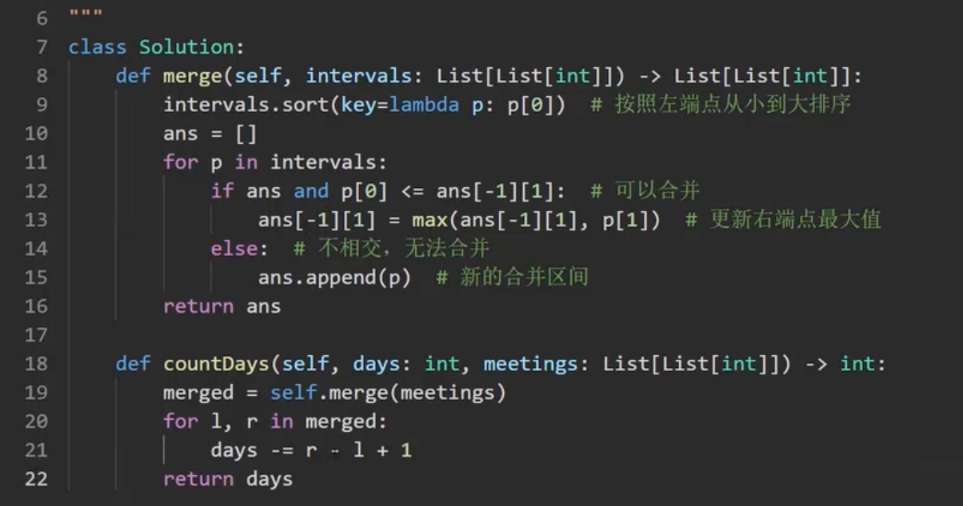 6 """
7 class Solution:
8     def merge(self, intervals: List[List[int]]) -> List[List[int]]:
9         intervals.sort(key=lambda p: p[0])  # 按照左端点从小到大排序
10         ans = []
11         for p in intervals:
12             if ans and p[0] <= ans[-1][1]:  # 可以合并
13                 ans[-1][1] = max(ans[-1][1], p[1])  # 更新右端点最大值
14             else:  # 不相交，无法合并
15                 ans.append(p)  # 新的合并区间
16         return ans
17
18     def countDays(self, days: int, meetings: List[List[int]]) -> int:
19         merged = self.merge(meetings)
20         for l, r in merged:
21             days -= r - l + 1
22         return days